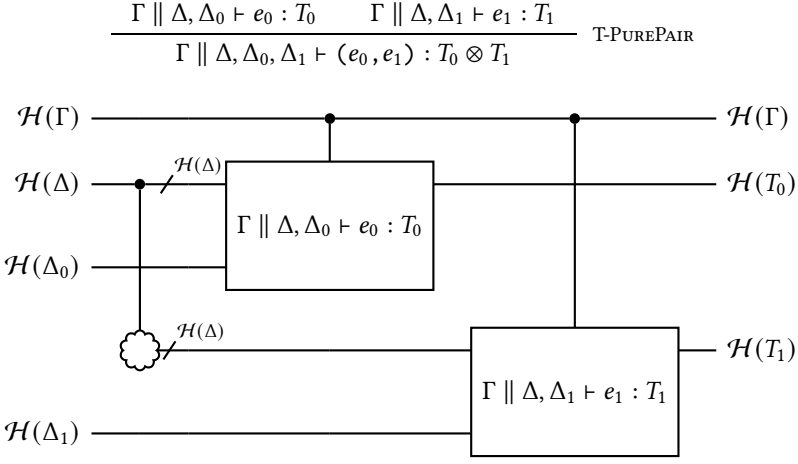 Γ ∥ Δ, Δ₀ ⊢ e₀ : T₀ Γ ∥ Δ, Δ₁ ⊢ e₁ : T₁
T-PUREPAIR
Γ ∥ Δ, Δ₀, Δ₁ ⊢ (e₀,e₁) : T₀ ⊗ T₁
ℋ(Γ) ℋ(Γ)
ℋ(Δ) ℋ(Δ) ℋ(T₀)
Γ ∥ Δ, Δ₀ ⊢ e₀ : T₀
ℋ(Δ₀)
ℋ(Δ) ℋ(T₁)
Γ ∥ Δ, Δ₁ ⊢ e₁ : T₁
ℋ(Δ₁)